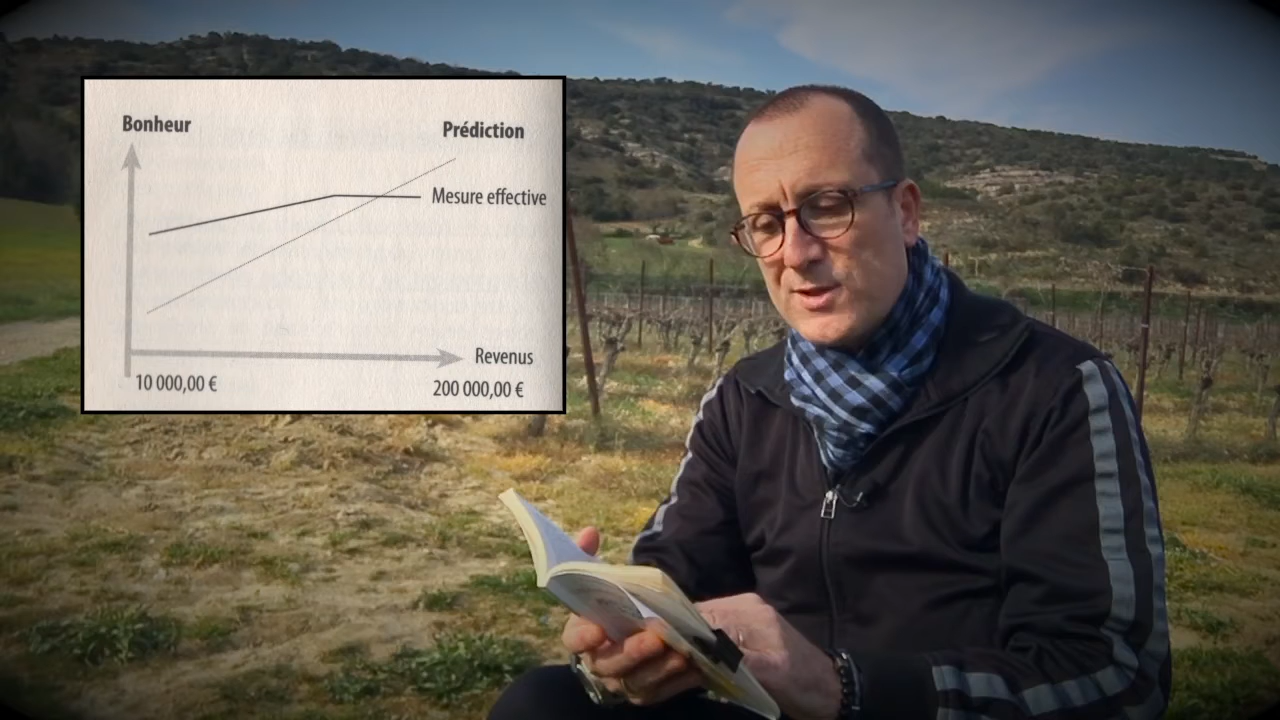 Bonheur
Prédiction
Mesure effective
Revenus
10 000,00 €
200 000,00 €